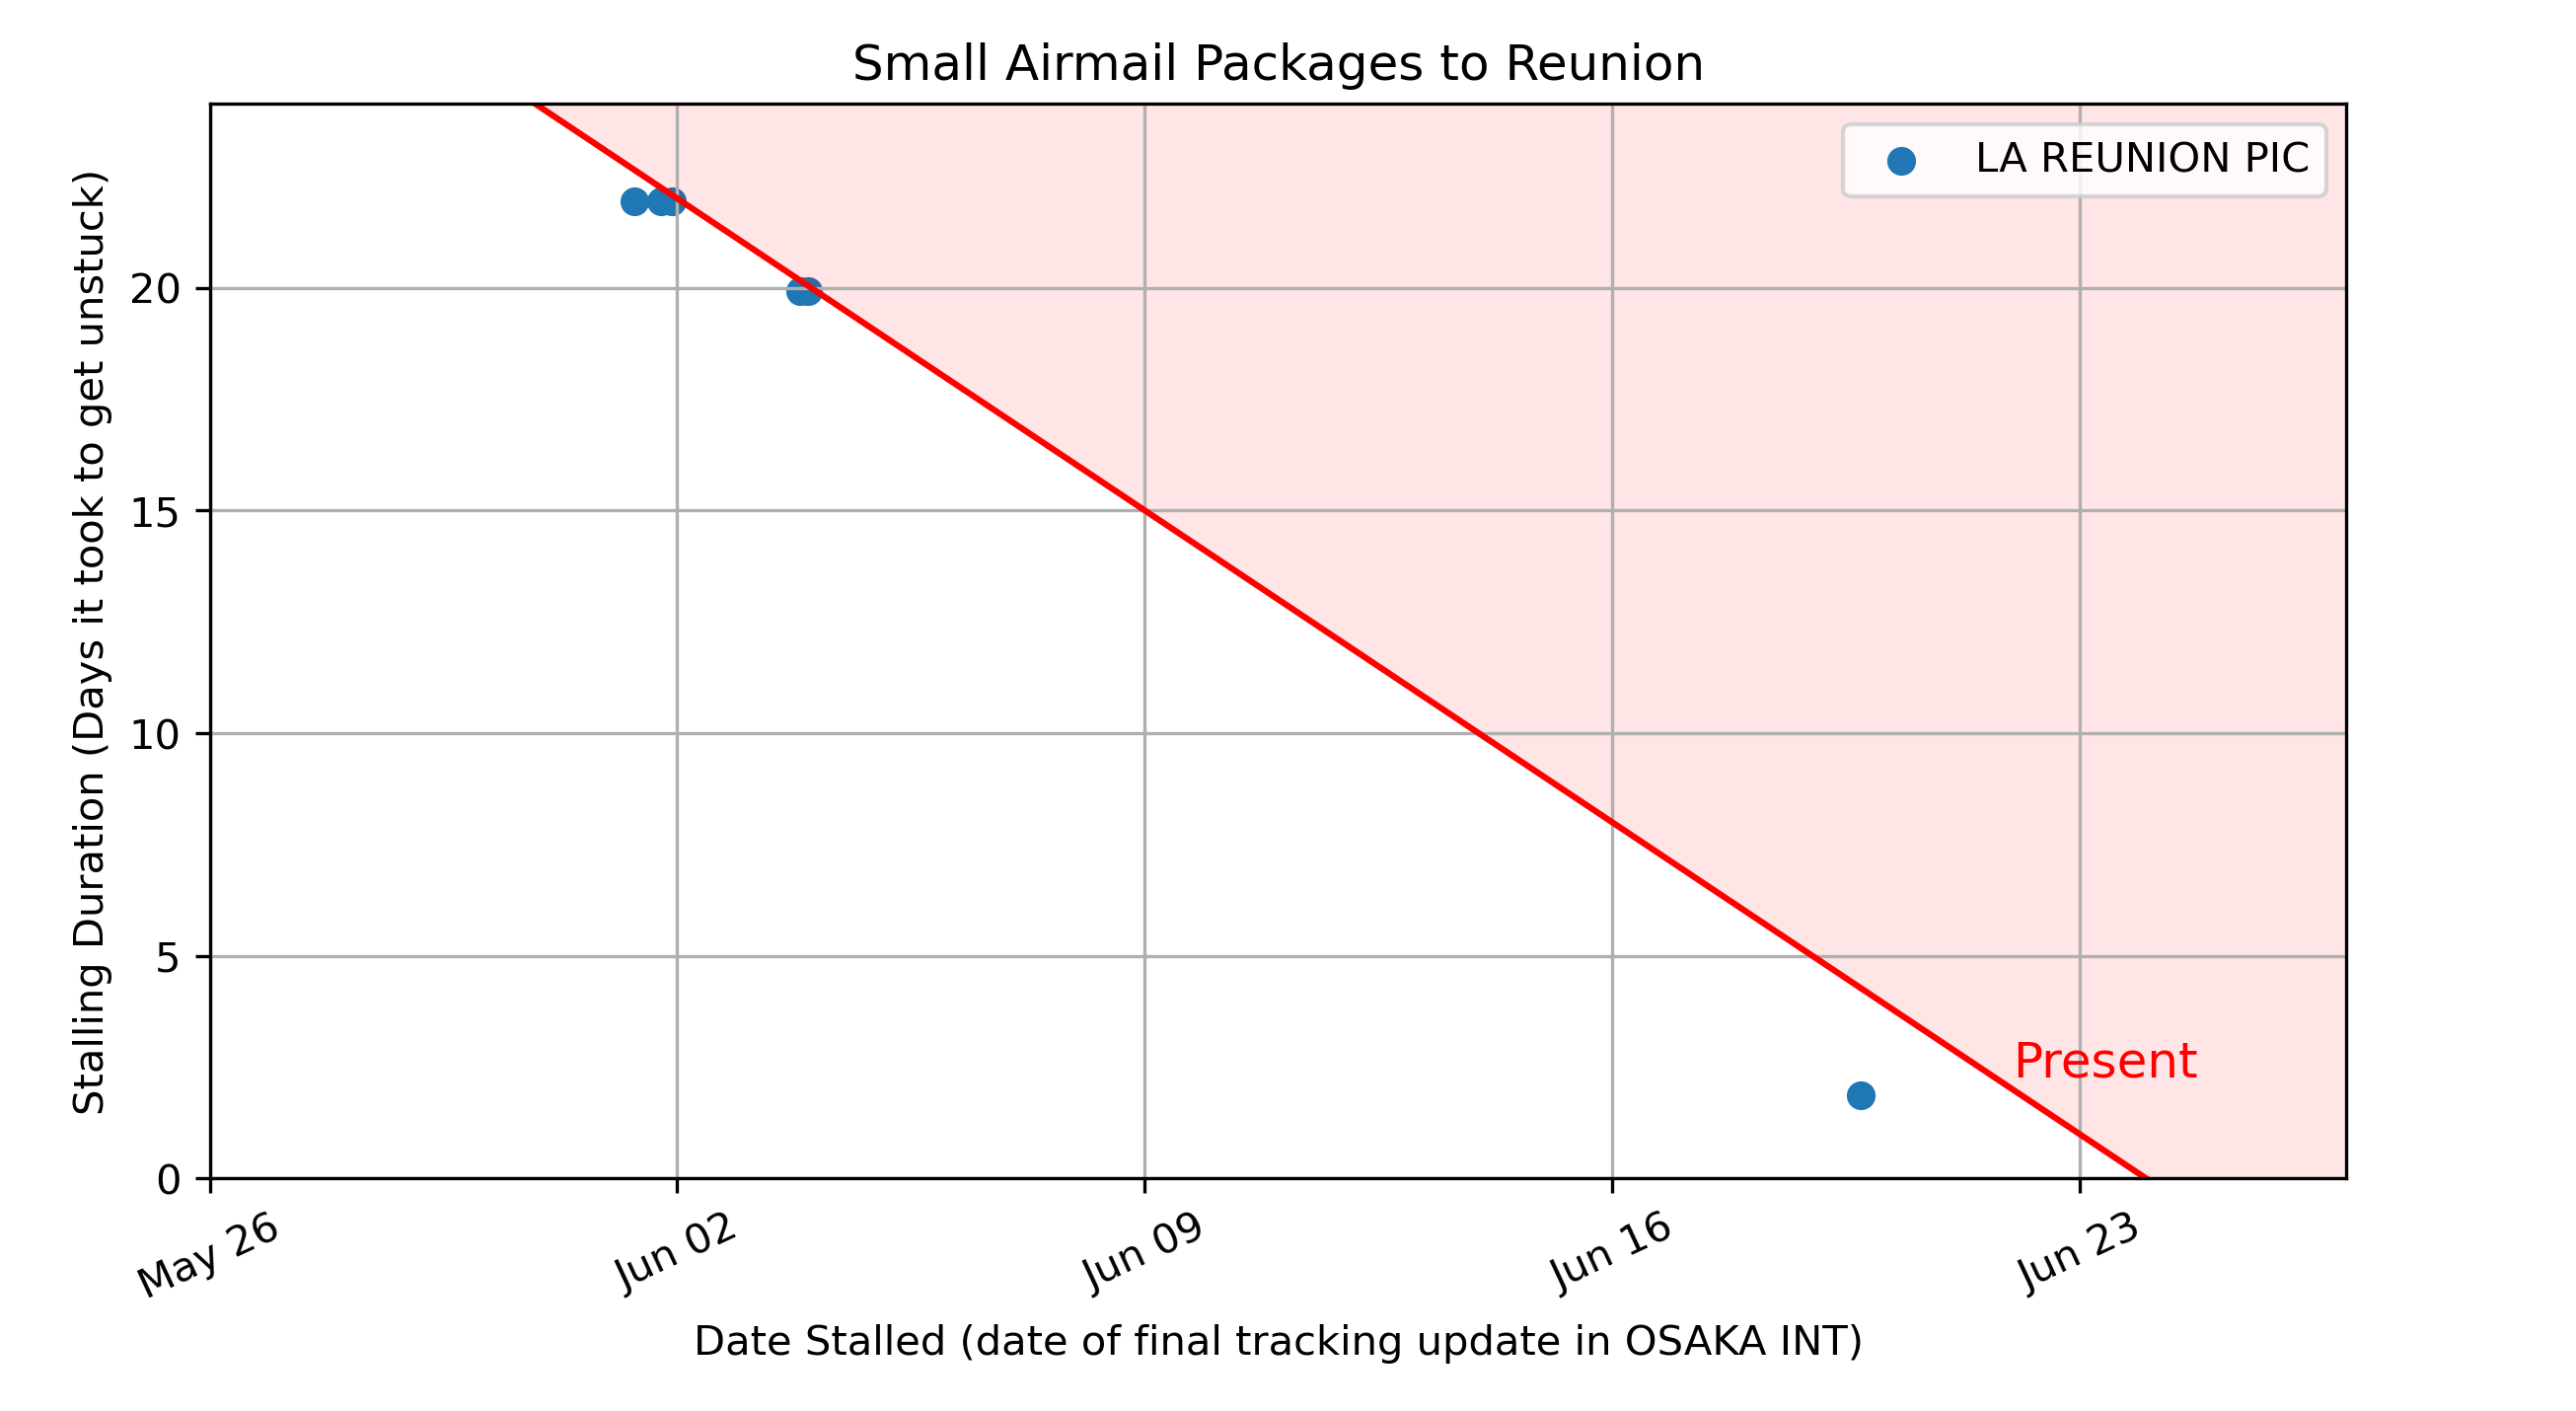 Small Airmail Packages to Reunion
LA REUNION PIC
Stalling Duration (Days it took to get unstuck)
20
15
10
5
0
Present
May 26
Jun 02
Jun 09
Jun 16
Jun 23
Date Stalled (date of final tracking update in OSAKA INT)